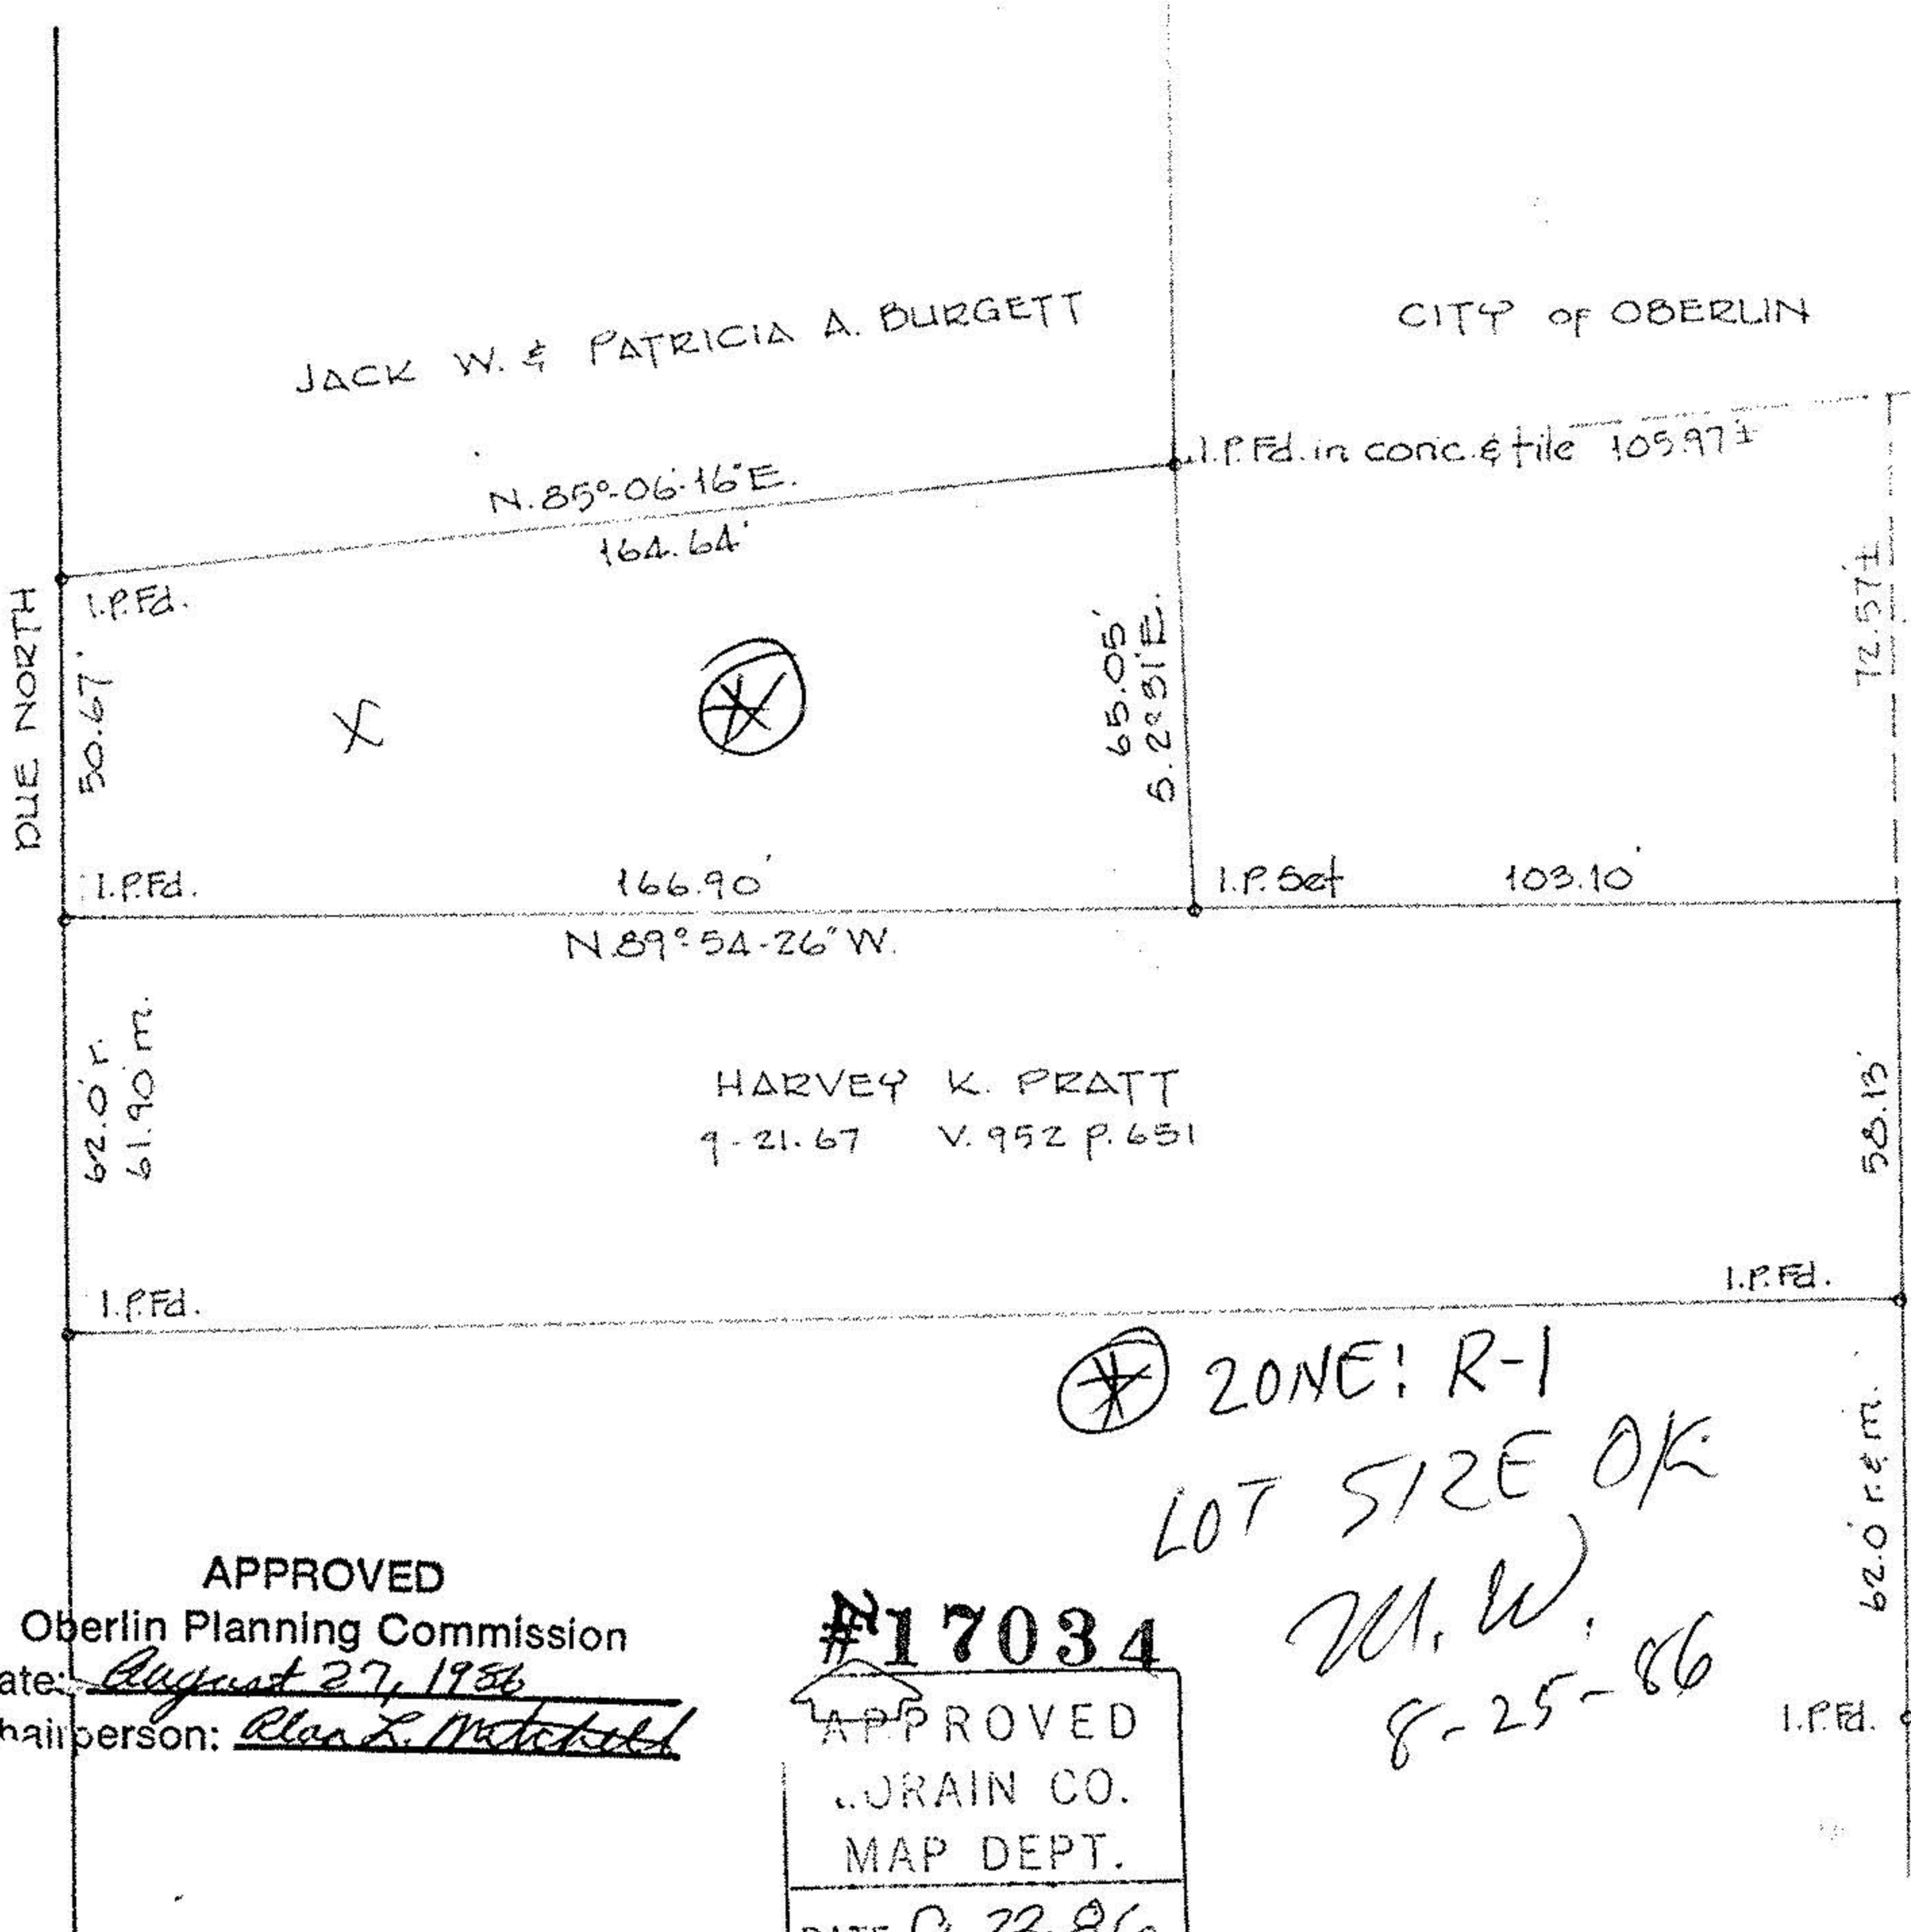 JACK W. & PATRICIA A. BURGETT
CITY of OBERLIN
I.P.Fd. in conc. & tile 105.97±
N.85°-06'-16"E.
164.64'
I.P.Fd.
DUE NORTH
50.67'
X
65.05'
S.2°31'E.
72.57±
I.P.Fd.
166.90'
I.P. Set
103.10'
N.89°54-26"W.
62.0' r.
61.90' m.
HARVEY K. PRATT
9-21-67 V. 952 P. 651
58.13'
I.P.Fd.
I.P.Fd.
ZONE: R-1
LOT SIZE OK
M.W.
8-25-86
62.0' r.&m.
I.P.Fd.
APPROVED
Oberlin Planning Commission
ate: August 27, 1986
hairperson: Alan L. Mitchell
#17034
APPROVED
LORAIN CO.
MAP DEPT.